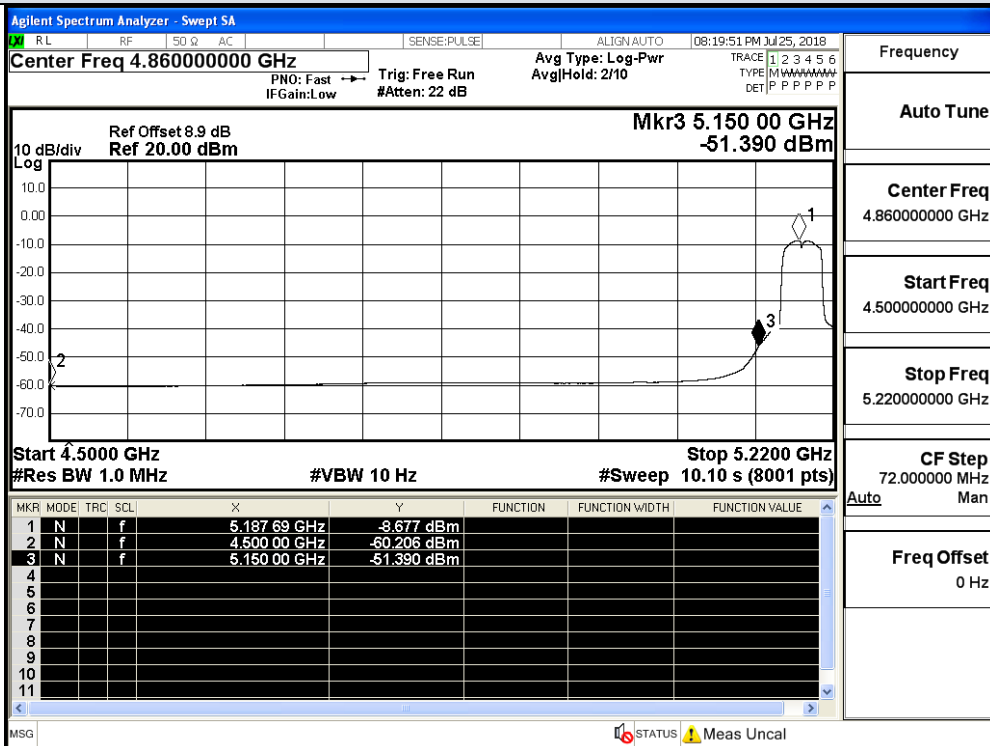 Agilent Spectrum Analyzer - Swept SA
LXI RL RF 50 Ω AC SENSE:PULSE ALIGN AUTO 08:19:51 PM Jul 25, 2018
Center Freq 4.860000000 GHz
PNO: Fast
IFGain:Low
Trig: Free Run
#Atten: 22 dB
Avg Type: Log-Pwr
Avg|Hold: 2/10
TRACE 1 2 3 4 5 6
TYPE M
DET P P P P P P
Mkr3 5.150 00 GHz
-51.390 dBm
10 dB/div
Log
Ref Offset 8.9 dB
Ref 20.00 dBm
10.0
0.00
-10.0
-20.0
-30.0
-40.0
-50.0
-60.0
-70.0
1
2
3
Start 4.5000 GHz Stop 5.2200 GHz
#Res BW 1.0 MHz #VBW 10 Hz #Sweep 10.10 s (8001 pts)
MKR MODE TRC SCL X Y FUNCTION FUNCTION WIDTH FUNCTION VALUE
1 N f 5.187 69 GHz -8.677 dBm
2 N f 4.500 00 GHz -60.206 dBm
3 N f 5.150 00 GHz -51.390 dBm
4
5
6
7
8
9
10
11
MSG STATUS Meas Uncal
Frequency
Auto Tune
Center Freq
4.860000000 GHz
Start Freq
4.500000000 GHz
Stop Freq
5.220000000 GHz
CF Step
72.000000 MHz
Auto Man
Freq Offset
0 Hz